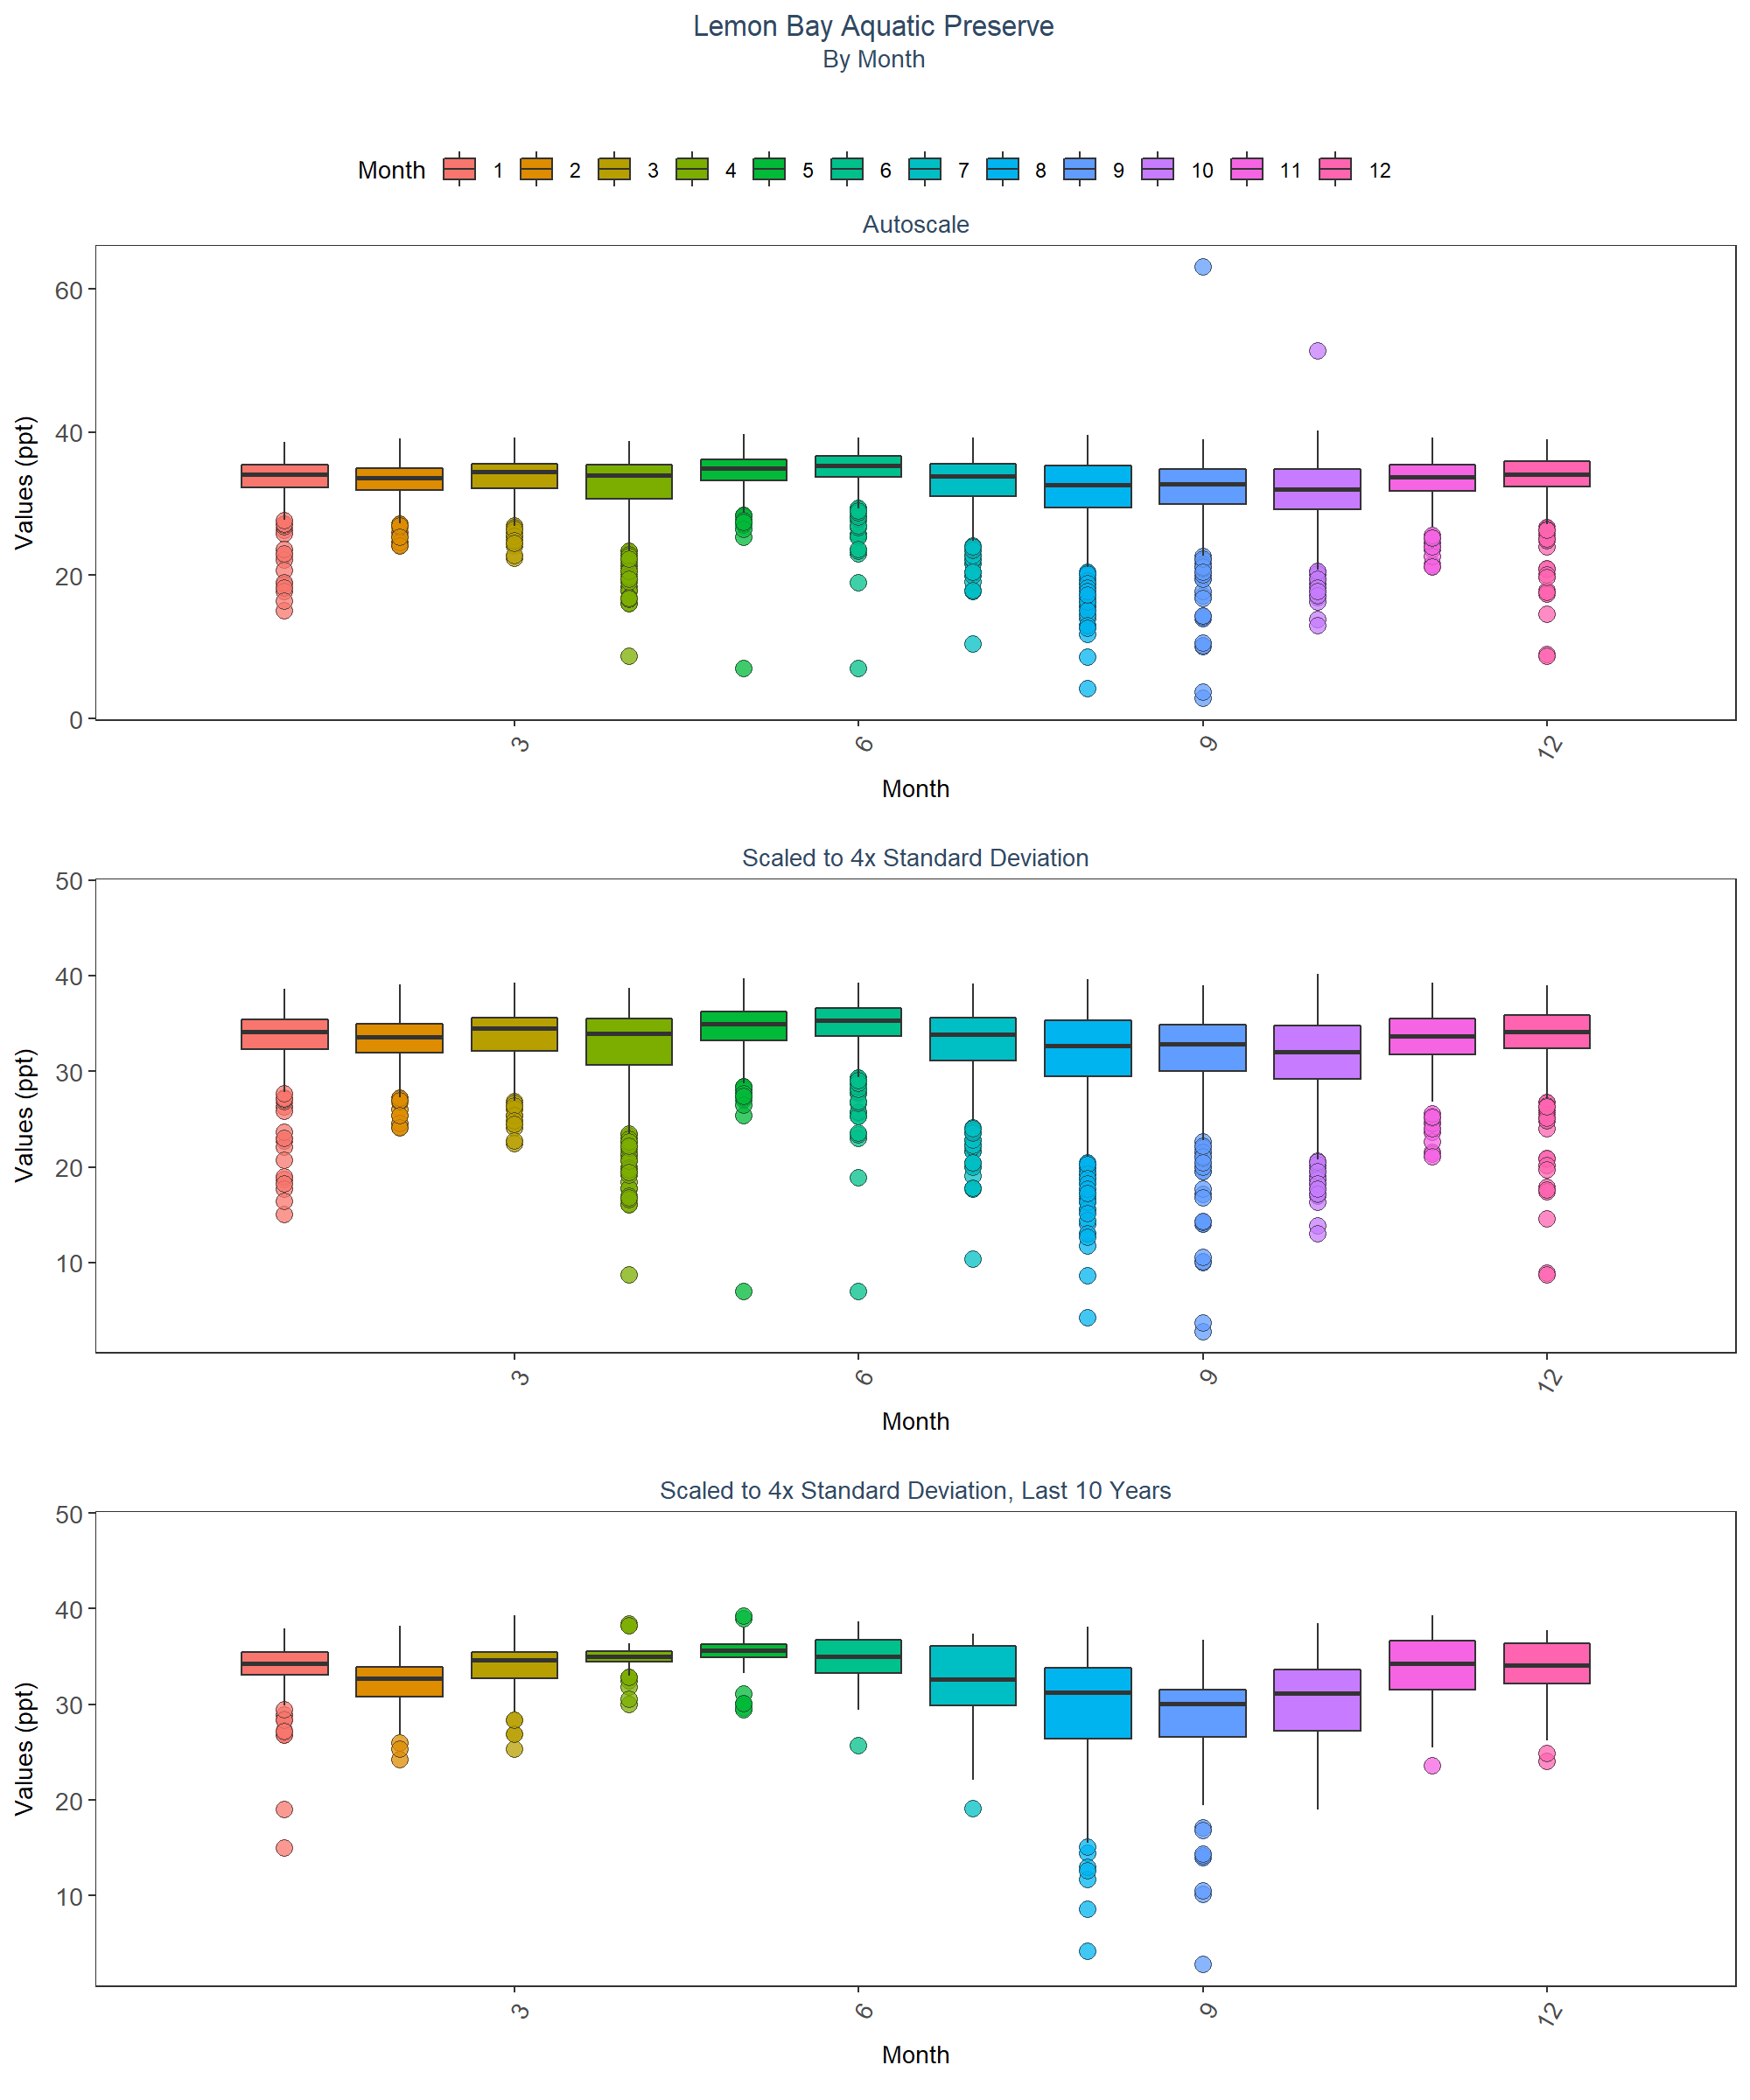 Lemon Bay Aquatic Preserve
By Month
Month 1 2 3 4 5 6 7 8 9 10 11 12
Autoscale
Values (ppt)
60
40
20
0
3 6 9 12
Month
Scaled to 4x Standard Deviation
Values (ppt)
50
40
30
20
10
3 6 9 12
Month
Scaled to 4x Standard Deviation, Last 10 Years
Values (ppt)
50
40
30
20
10
3 6 9 12
Month